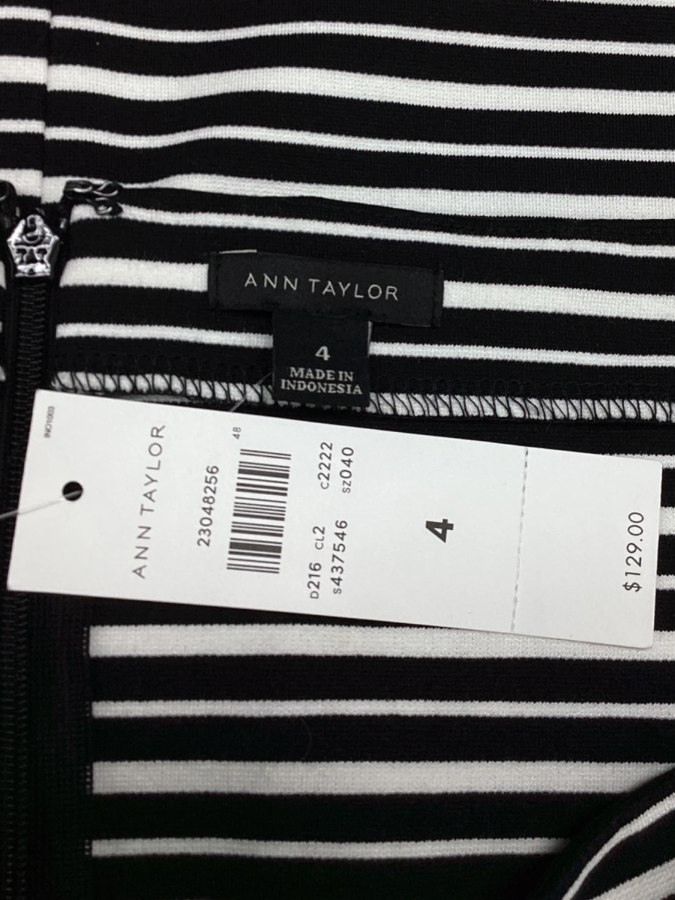 ANN TAYLOR
4
MADE IN
INDONESIA
ANN TAYLOR
23048256
48
D216 CL2 C2222
S437546 SZ040
4
$129.00